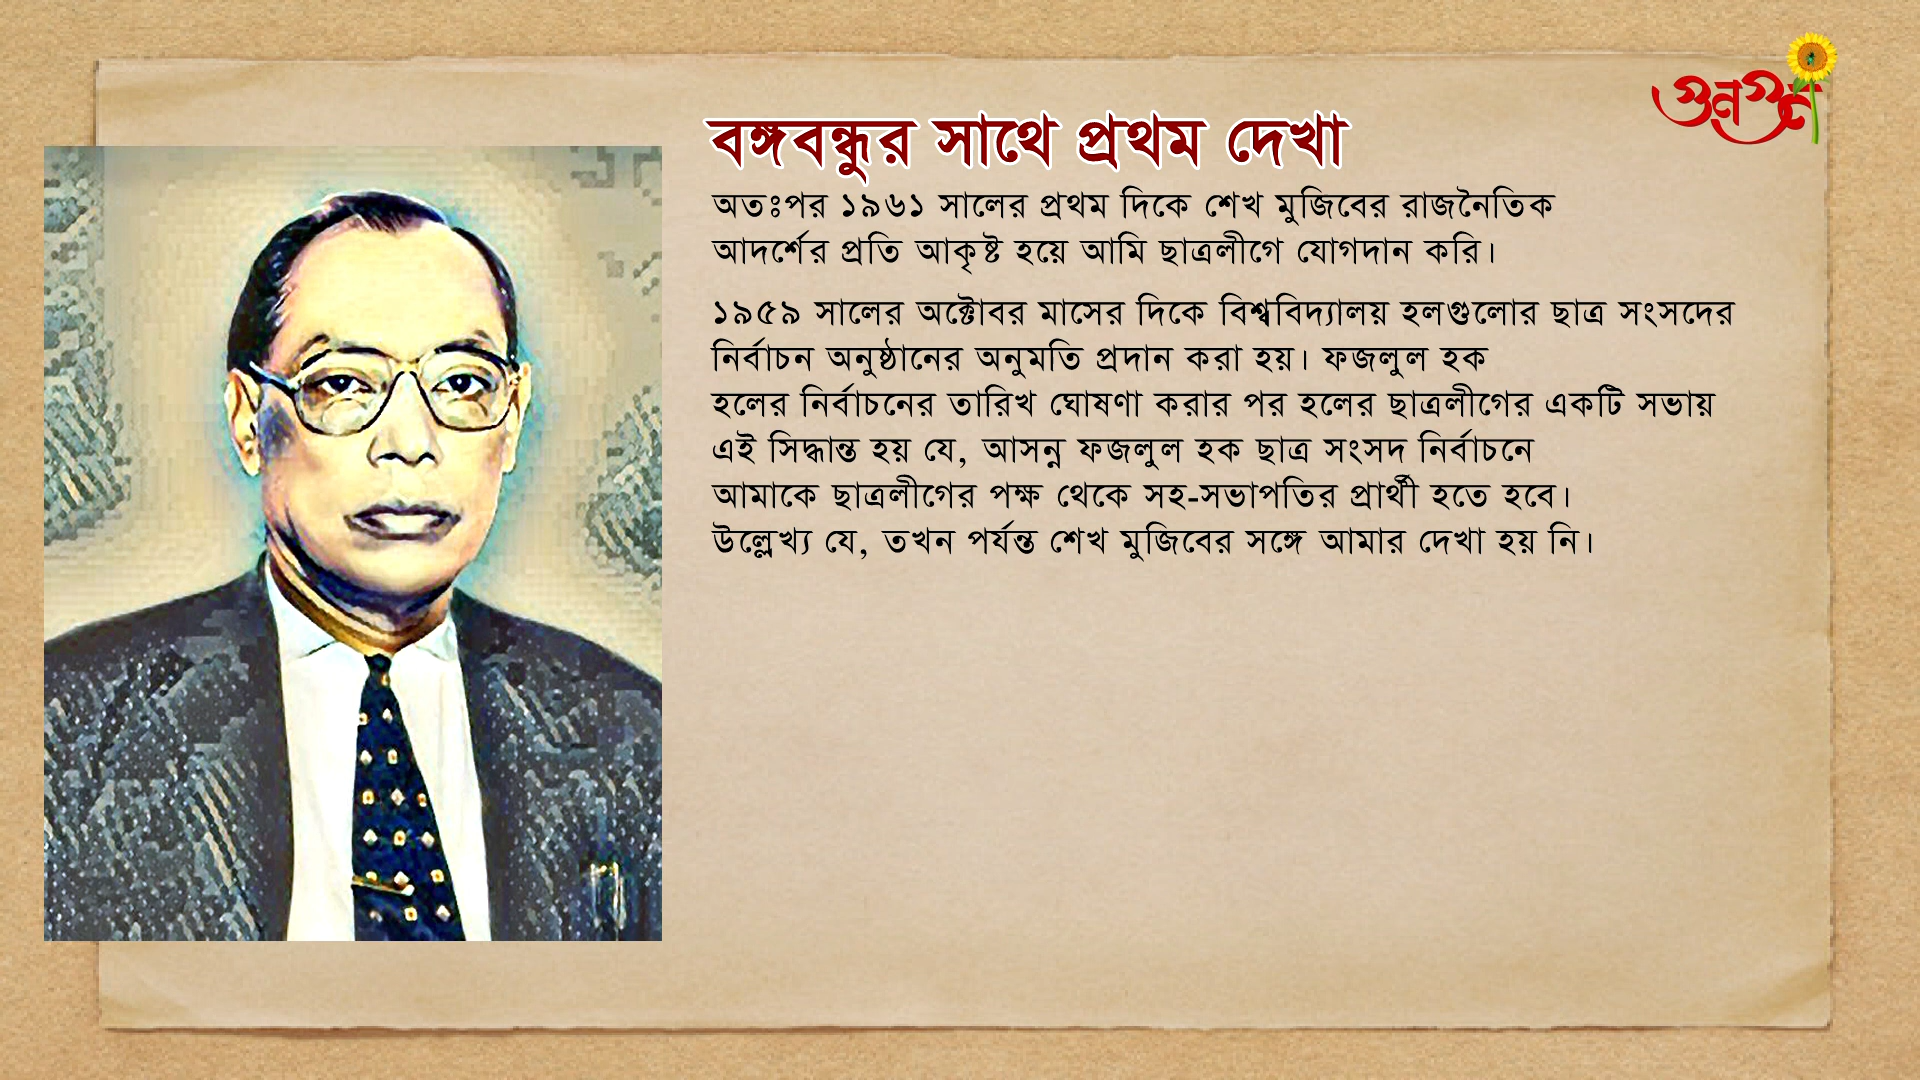 গুনগুন
বঙ্গবন্ধুর সাথে প্রথম দেখা
অতঃপর ১৯৬১ সালের প্রথম দিকে শেখ মুজিবের রাজনৈতিক
আদর্শের প্রতি আকৃষ্ট হয়ে আমি ছাত্রলীগে যোগদান করি।
১৯৫৯ সালের অক্টোবর মাসের দিকে বিশ্ববিদ্যালয় হলগুলোর ছাত্র সংসদের
নির্বাচন অনুষ্ঠানের অনুমতি প্রদান করা হয়। ফজলুল হক
হলের নির্বাচনের তারিখ ঘোষণা করার পর হলের ছাত্রলীগের একটি সভায়
এই সিদ্ধান্ত হয় যে, আসন্ন ফজলুল হক ছাত্র সংসদ নির্বাচনে
আমাকে ছাত্রলীগের পক্ষ থেকে সহ-সভাপতির প্রার্থী হতে হবে।
উল্লেখ্য যে, তখন পর্যন্ত শেখ মুজিবের সঙ্গে আমার দেখা হয় নি।